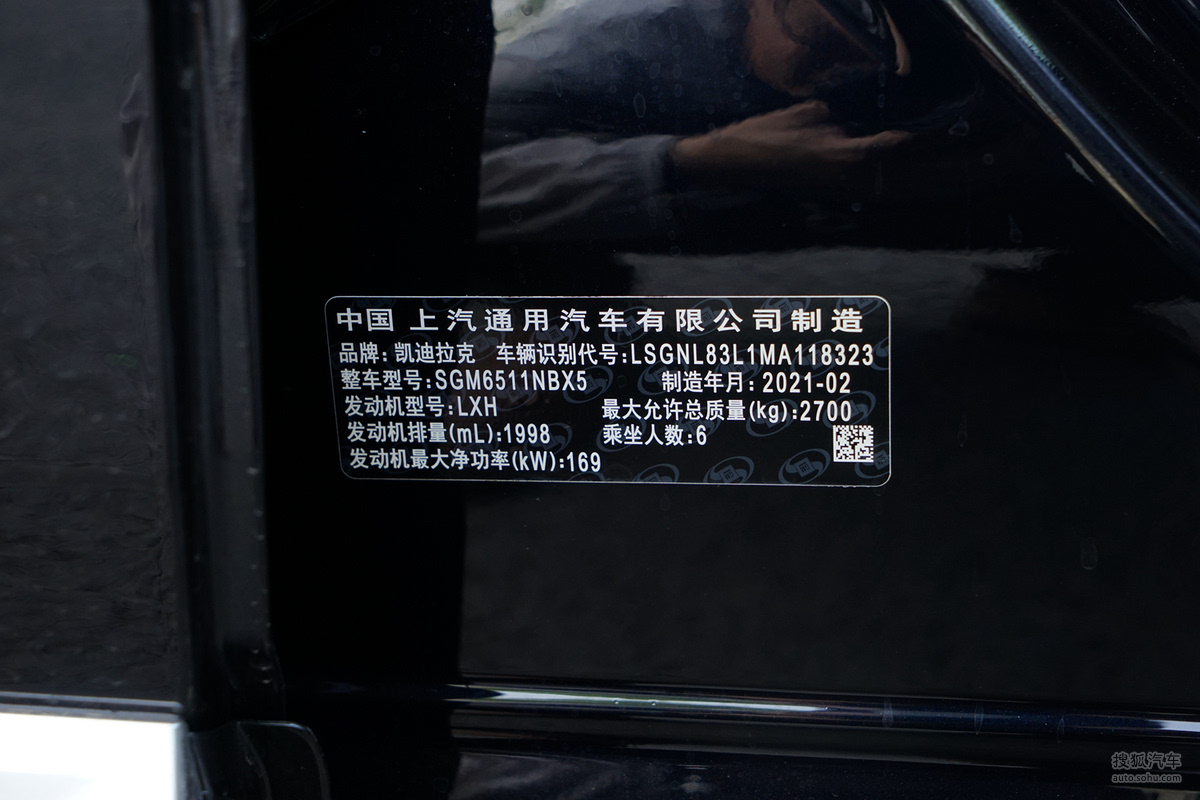 中国 上汽通用汽车有限公司制造
品牌: 凯迪拉克 车辆识别代号:LSGNL83L1MA118323
整车型号:SGM6511NBX5 制造年月: 2021-02
发动机型号:LXH 最大允许总质量(kg):2700
发动机排量(mL):1998 乘坐人数:6
发动机最大净功率(kW):169
搜狐汽车
auto.sohu.com